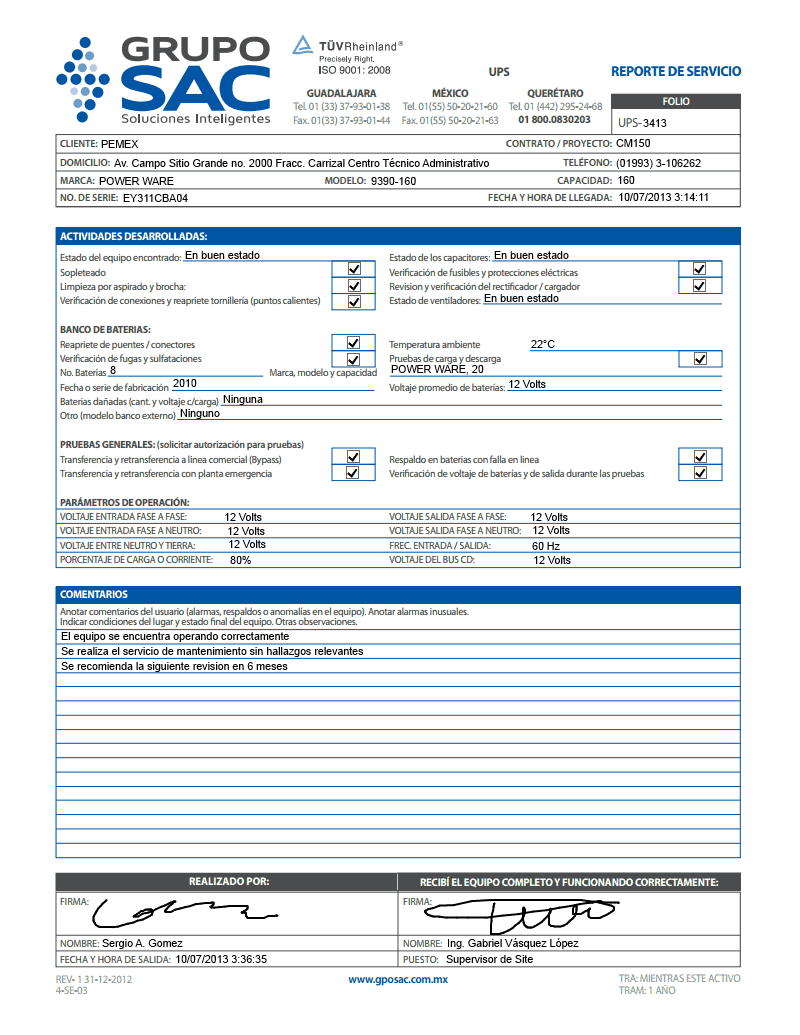 GRUPO
SAC
Soluciones Inteligentes
TÜVRheinland®
Precisely Right.
ISO 9001: 2008
UPS
REPORTE DE SERVICIO
GUADALAJARA MÉXICO QUERÉTARO
Tel. 01 (33) 37-93-01-38 Tel. 01(55) 50-20-21-60 Tel. 01 (442) 295-24-68
Fax. 01(33) 37-93-01-44 Fax. 01(55) 50-20-21-63 01 800.0830203
FOLIO
UPS-3413
CLIENTE: PEMEX CONTRATO / PROYECTO: CM150
DOMICILIO: Av. Campo Sitio Grande no. 2000 Fracc. Carrizal Centro Técnico Administrativo TELÉFONO: (01993) 3-106262
MARCA: POWER WARE MODELO: 9390-160 CAPACIDAD: 160
NO. DE SERIE: EY311CBA04 FECHA Y HORA DE LLEGADA: 10/07/2013 3:14:11
ACTIVIDADES DESARROLLADAS:
Estado del equipo encontrado: En buen estado Estado de los capacitores: En buen estado
Sopleteado Verificación de fusibles y protecciones eléctricas
Limpieza por aspirado y brocha: Revision y verificación del rectificador / cargador
Verificación de conexiones y reapriete tornillería (puntos calientes) Estado de ventiladores: En buen estado
BANCO DE BATERIAS:
Reapriete de puentes / conectores Temperatura ambiente 22°C
Verificación de fugas y sulfataciones Pruebas de carga y descarga
No. Baterias 8 Marca, modelo y capacidad POWER WARE, 20
Fecha o serie de fabricación 2010 Voltaje promedio de baterías: 12 Volts
Baterias dañadas (cant. y voltaje c/carga) Ninguna
Otro (modelo banco externo) Ninguno
PRUEBAS GENERALES: (solicitar autorización para pruebas)
Transferencia y retransferencia a linea comercial (Bypass) Respaldo en baterias con falla en linea
Transferencia y retransferencia con planta emergencia Verificación de voltaje de baterías y de salida durante las pruebas
PARÁMETROS DE OPERACIÓN:
VOLTAJE ENTRADA FASE A FASE: 12 Volts VOLTAJE SALIDA FASE A FASE: 12 Volts
VOLTAJE ENTRADA FASE A NEUTRO: 12 Volts VOLTAJE SALIDA FASE A NEUTRO: 12 Volts
VOLTAJE ENTRE NEUTRO Y TIERRA: 12 Volts FREC. ENTRADA / SALIDA: 60 Hz
PORCENTAJE DE CARGA O CORRIENTE: 80% VOLTAJE DEL BUS CD: 12 Volts
COMENTARIOS
Anotar comentarios del usuario (alarmas, respaldos o anomalías en el equipo). Anotar alarmas inusuales.
Indicar condiciones del lugar y estado final del equipo. Otras observaciones.
El equipo se encuentra operando correctamente
Se realiza el servicio de mantenimiento sin hallazgos relevantes
Se recomienda la siguiente revision en 6 meses
REALIZADO POR: RECIBÍ EL EQUIPO COMPLETO Y FUNCIONANDO CORRECTAMENTE:
FIRMA: FIRMA:
NOMBRE: Sergio A. Gomez NOMBRE: Ing. Gabriel Vásquez López
FECHA Y HORA DE SALIDA: 10/07/2013 3:36:35 PUESTO: Supervisor de Site
REV- 1 31-12-2012 www.gposac.com.mx TRA: MIENTRAS ESTE ACTIVO
4-SE-03 TRAM: 1 AÑO